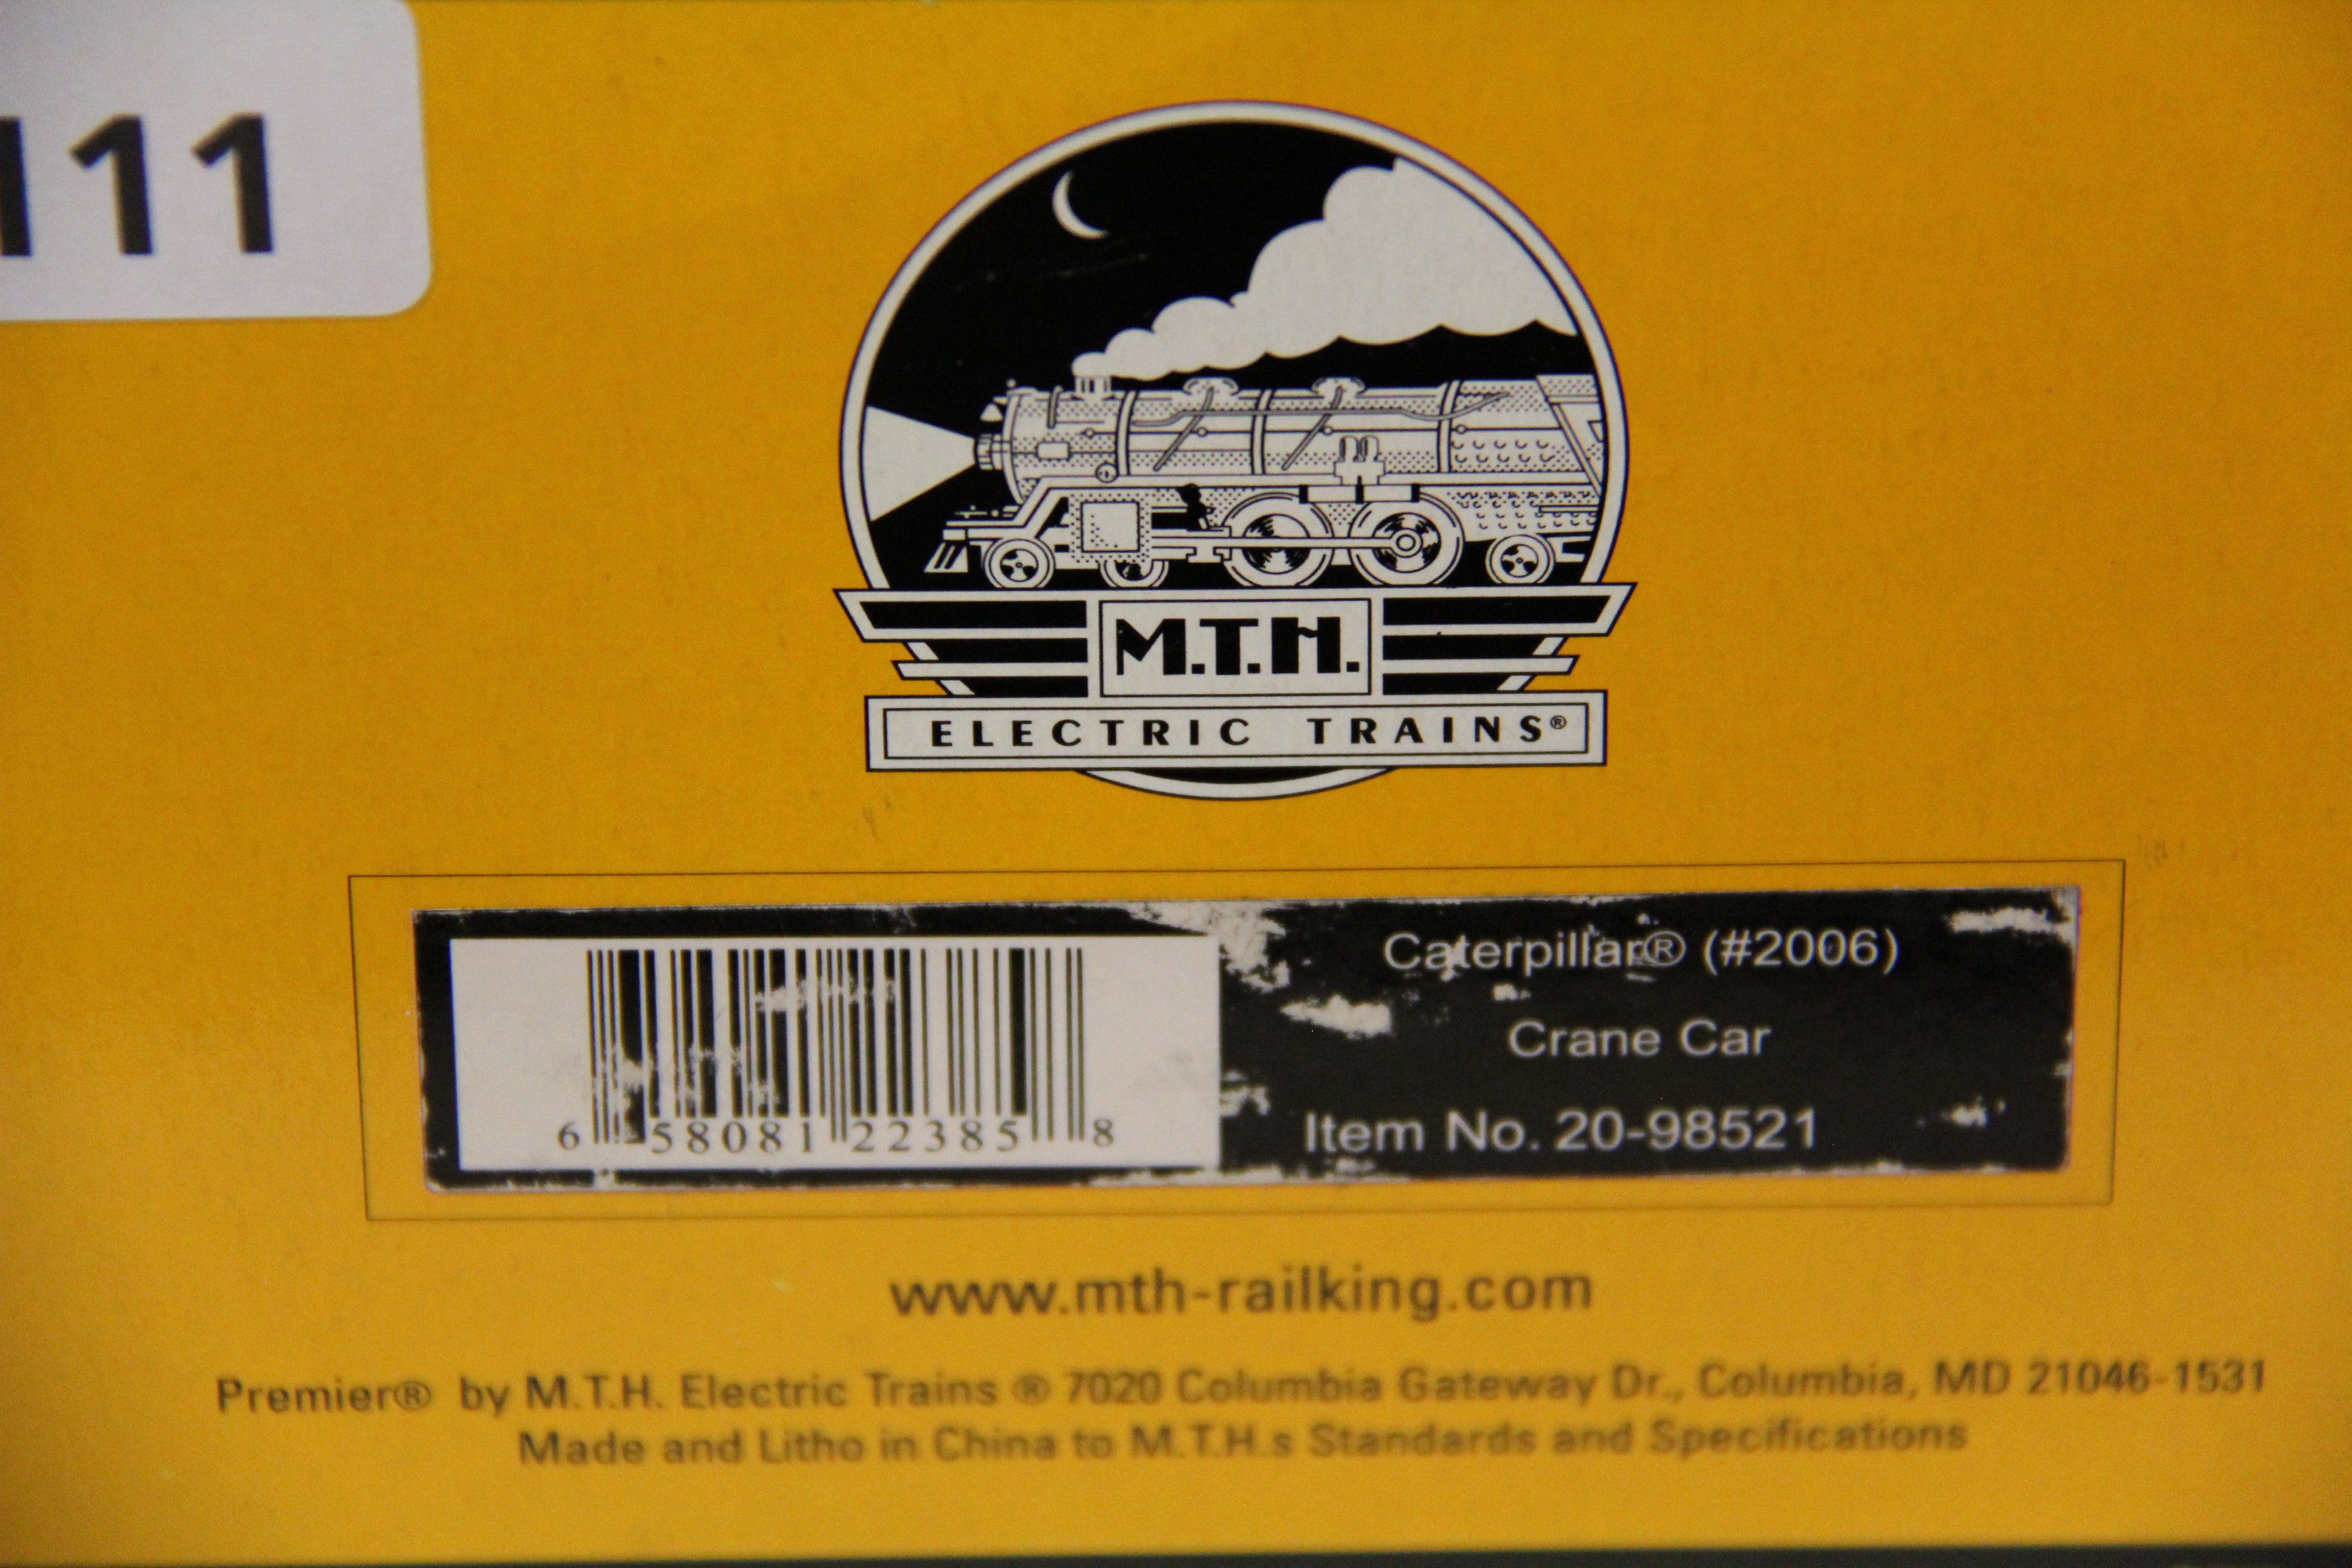 111
M.T.H.
ELECTRIC TRAINS®
Caterpillar® (#2006)
Crane Car
Item No. 20-98521
6 58081 22385 8
www.mth-railking.com
Premier® by M.T.H. Electric Trains ® 7020 Columbia Gateway Dr., Columbia, MD 21046-1531
Made and Litho in China to M.T.H.s Standards and Specifications